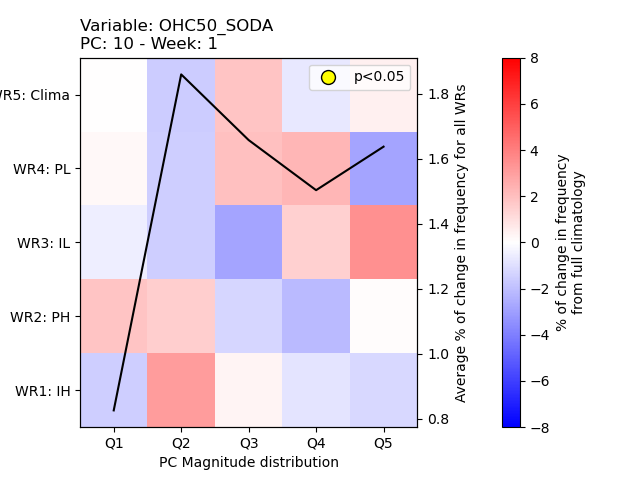 Variable: OHC50_SODA
PC: 10 - Week: 1
p<0.05
WR5: Clima
WR4: PL
WR3: IL
WR2: PH
WR1: IH
Q1 Q2 Q3 Q4 Q5
PC Magnitude distribution
1.8
1.6
1.4
1.2
1.0
0.8
Average % of change in frequency for all WRs
8
6
4
2
0
−2
−4
−6
−8
% of change in frequency
from full climatology